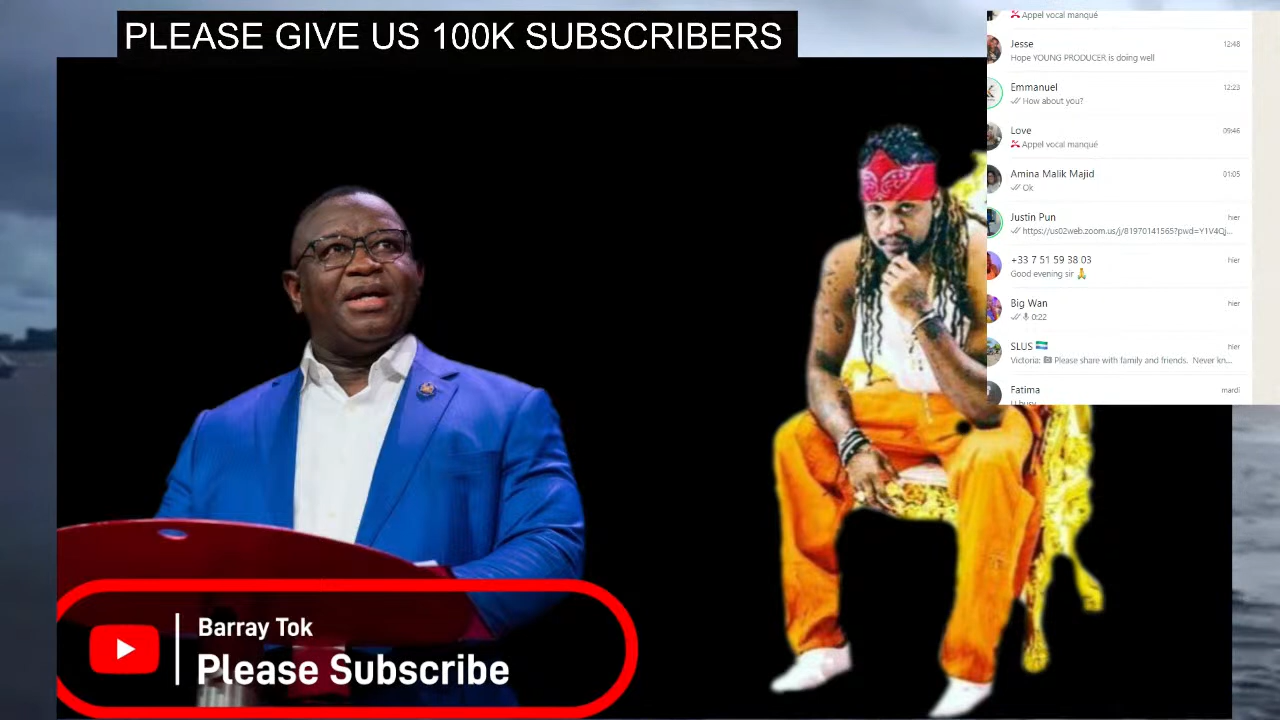 PLEASE GIVE US 100K SUBSCRIBERS
Appel vocal manqué
Jesse 12:48
Hope YOUNG PRODUCER is doing well
Emmanuel 12:23
How about you?
Love 09:46
Appel vocal manqué
Amina Malik Majid 01:05
Ok
Justin Pun hier
https://us02web.zoom.us/j/81970141565?pwd=Y1V4Qj...
+33 7 51 59 38 03 hier
Good evening sir
Big Wan hier
0:22
SLUS hier
Victoria: Please share with family and friends. Never kn...
Fatima mardi
U busy
Barray Tok
Please Subscribe